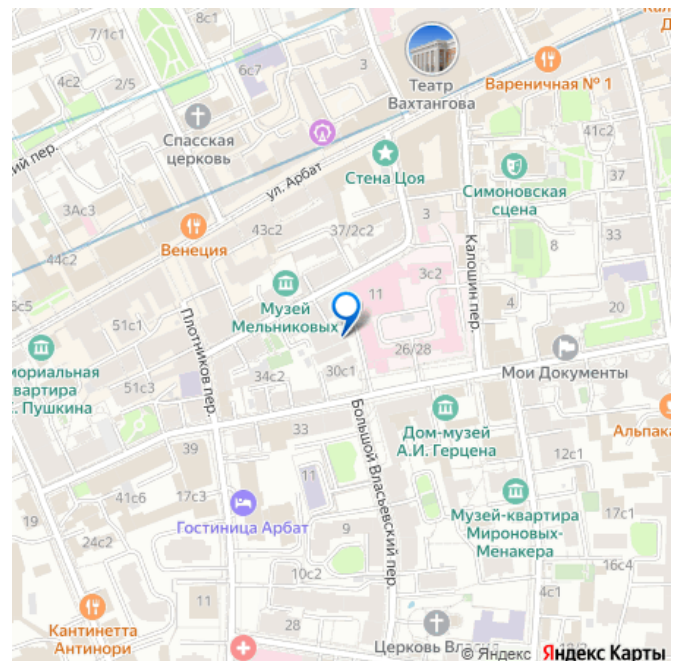 8с1
7/1с1
Театр
Вахтангова
Вареничная № 1
4с2
2/5
6с7
3
Спасская
церковь
ий пер.
ул. Арбат
Стена Цоя
Симоновская
сцена
41с2
37
3Ас3
Венеция
43с2
37/2с2
3
33
44с2
8
Калошин пер.
3с2
5с5
Музей
Мельниковых
11
4
20
51с1
Плотников пер.
26/28
Мои Документы
мориальная
вартира
. Пушкина
51с3
34с2
30с1
Дом-музей
А.И. Герцена
Альпака
39
33
Большой Власьевский пер.
12с1
41с6
17с3
11
19
Гостиница Арбат
9
Музей-квартира
Мироновых-
Менакера
17с1
24с2
10с2
16с4
11
4с1
Кантинетта
Антинори
28
Церковь Влас
© Яндекс Яндекс Карты